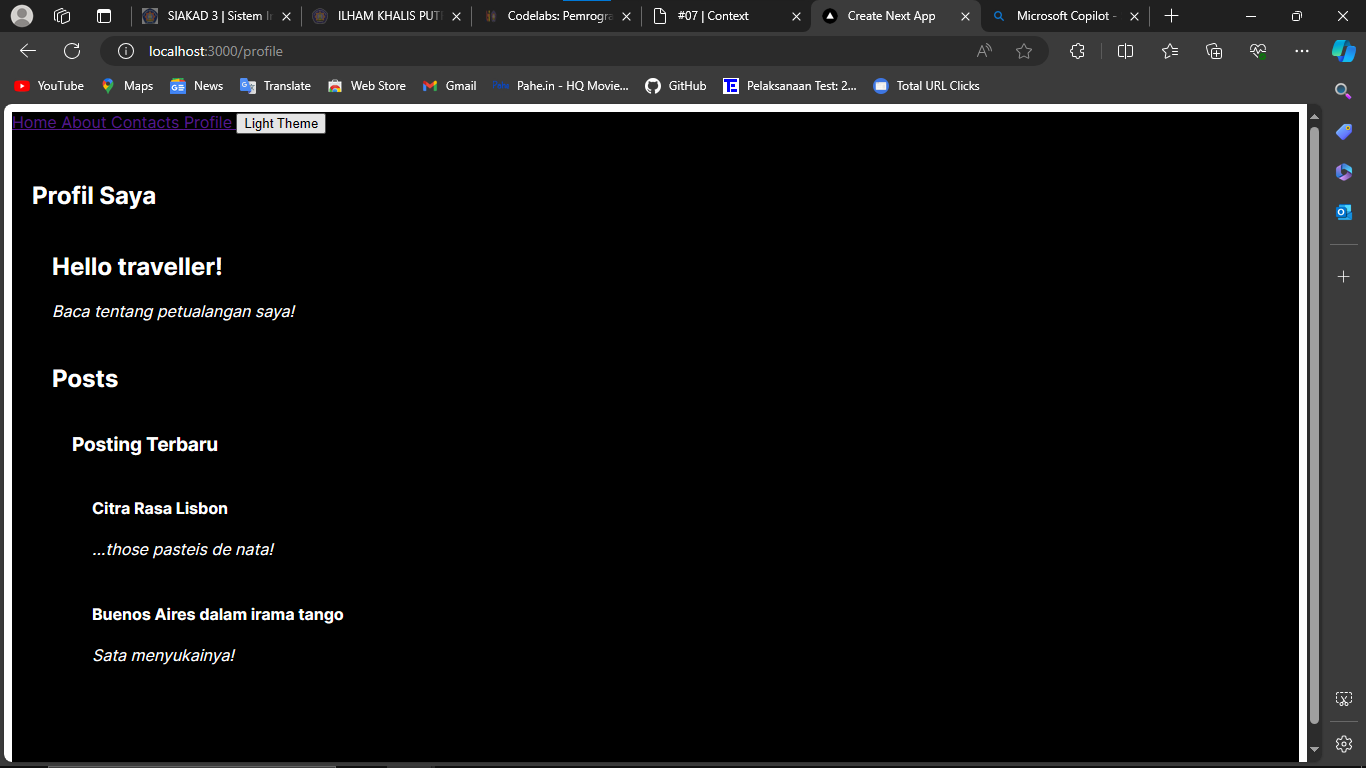 SIAKAD 3 | Sistem I
ILHAM KHALIS PUTI
Codelabs: Pemrogra
#07 | Context
Create Next App
Microsoft Copilot -
localhost:3000/profile
YouTube Maps News Translate Web Store Gmail Pahe.in - HQ Movie... GitHub Pelaksanaan Test: 2... Total URL Clicks
Home About Contacts Profile Light Theme
Profil Saya
Hello traveller!
Baca tentang petualangan saya!
Posts
Posting Terbaru
Citra Rasa Lisbon
...those pasteis de nata!
Buenos Aires dalam irama tango
Sata menyukainya!